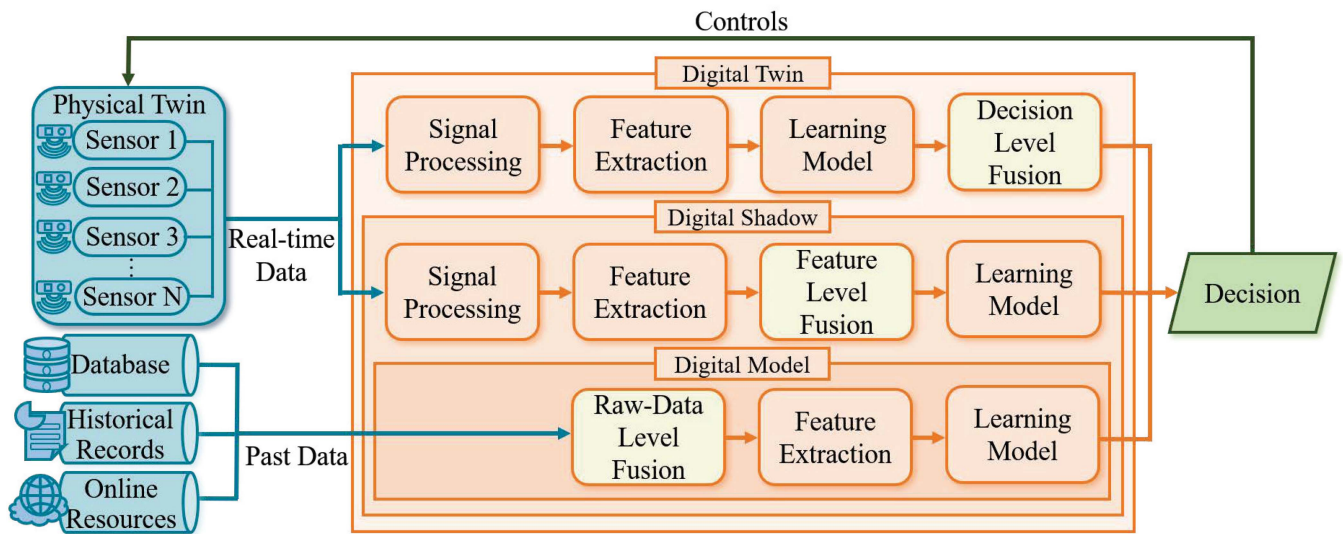 Controls
Physical Twin
Sensor 1
Sensor 2
Sensor 3
Sensor N
Real-time
Data
Database
Historical
Records
Online
Resources
Past Data
Digital Twin
Signal
Processing
Feature
Extraction
Learning
Model
Decision
Level
Fusion
Digital Shadow
Signal
Processing
Feature
Extraction
Feature
Level
Fusion
Learning
Model
Digital Model
Raw-Data
Level
Fusion
Feature
Extraction
Learning
Model
Decision